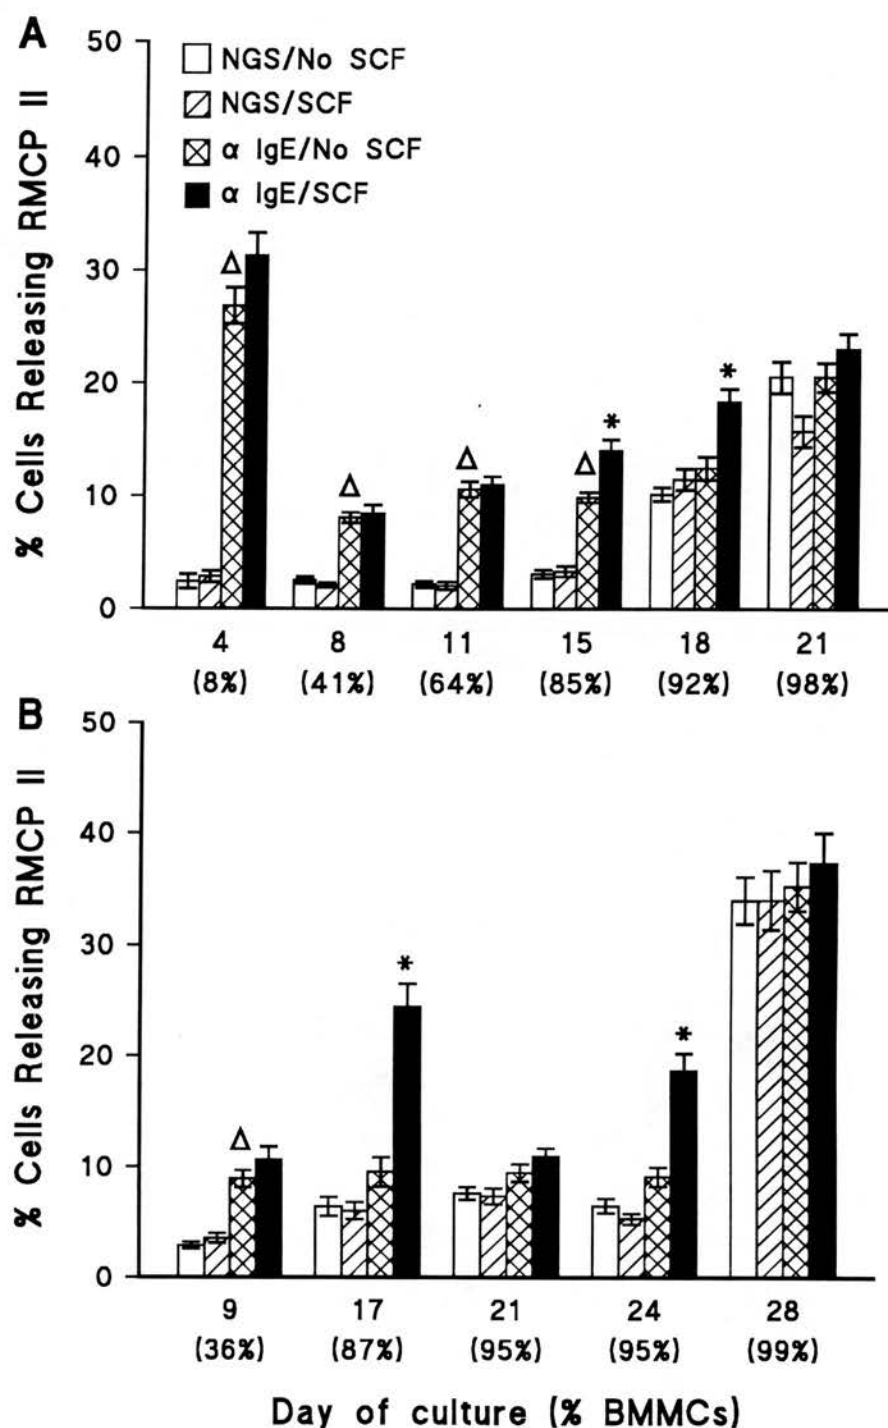 A
50
40
30
20
10
0
% Cells Releasing RMCP II
NGS/No SCF
NGS/SCF
α IgE/No SCF
α IgE/SCF
Δ
Δ
Δ
Δ
*
*
4 8 11 15 18 21
(8%) (41%) (64%) (85%) (92%) (98%)
B
50
40
30
20
10
0
% Cells Releasing RMCP II
Δ
*
*
9 17 21 24 28
(36%) (87%) (95%) (95%) (99%)
Day of culture (% BMMCs)